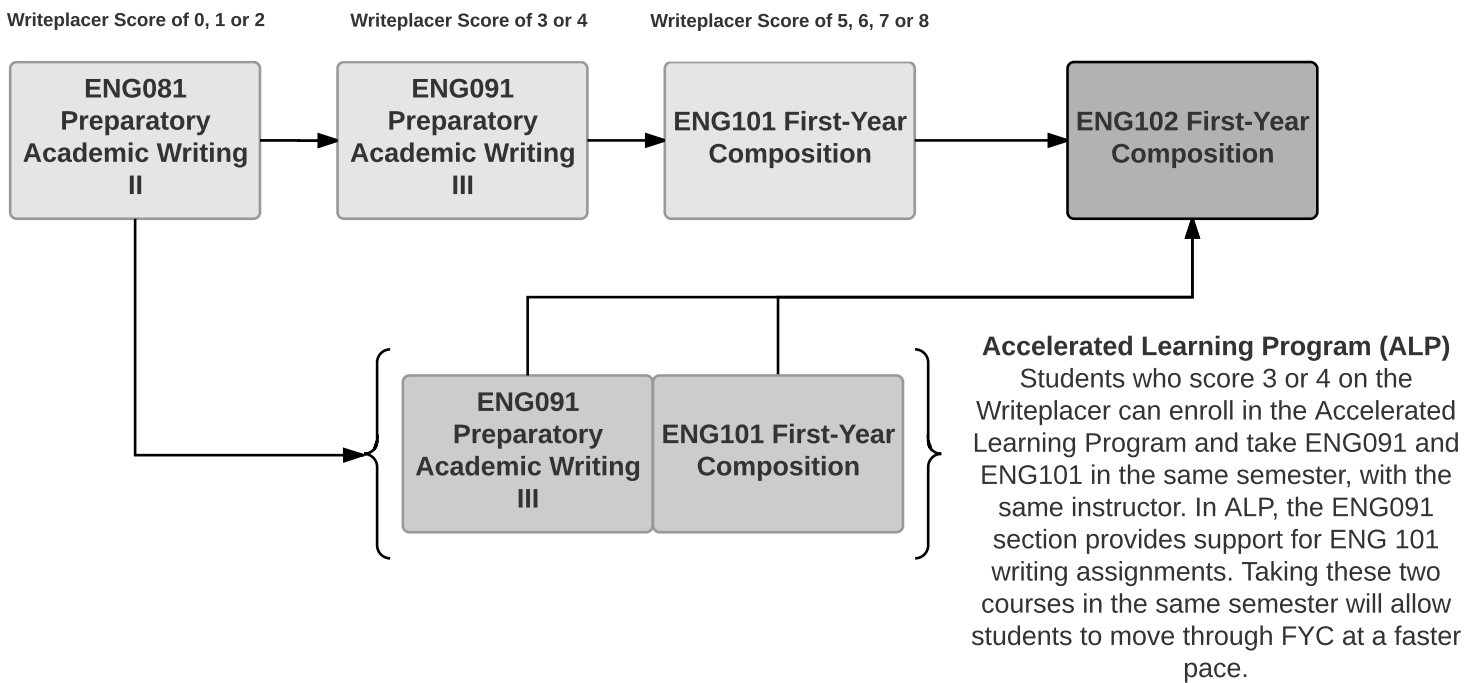 Writeplacer Score of 0, 1 or 2
Writeplacer Score of 3 or 4
Writeplacer Score of 5, 6, 7 or 8
ENG081
Preparatory
Academic Writing
II
ENG091
Preparatory
Academic Writing
III
ENG101 First-Year
Composition
ENG102 First-Year
Composition
ENG091
Preparatory
Academic Writing
III
ENG101 First-Year
Composition
Accelerated Learning Program (ALP)
Students who score 3 or 4 on the
Writeplacer can enroll in the Accelerated
Learning Program and take ENG091 and
ENG101 in the same semester, with the
same instructor. In ALP, the ENG091
section provides support for ENG 101
writing assignments. Taking these two
courses in the same semester will allow
students to move through FYC at a faster
pace.